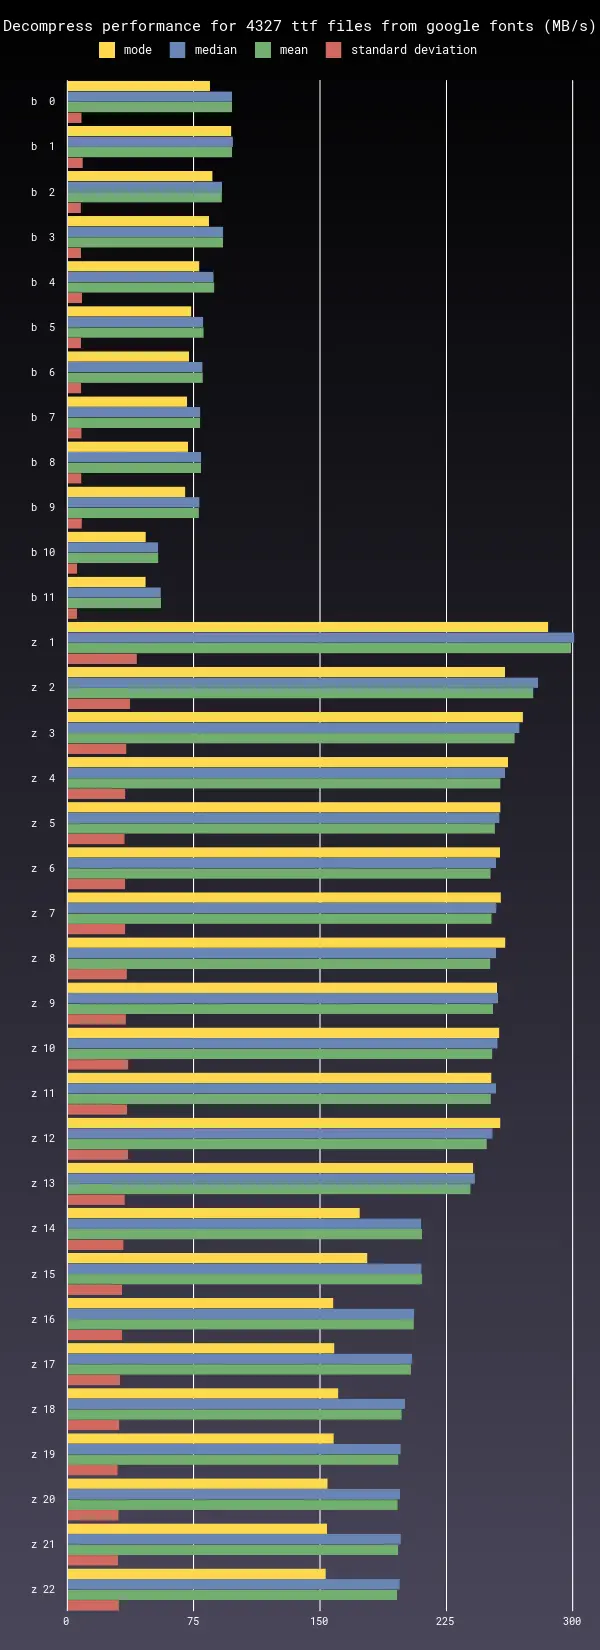 Decompress performance for 4327 ttf files from google fonts (MB/s)
mode median mean standard deviation
b 0
b 1
b 2
b 3
b 4
b 5
b 6
b 7
b 8
b 9
b 10
b 11
z 1
z 2
z 3
z 4
z 5
z 6
z 7
z 8
z 9
z 10
z 11
z 12
z 13
z 14
z 15
z 16
z 17
z 18
z 19
z 20
z 21
z 22
0 75 150 225 300